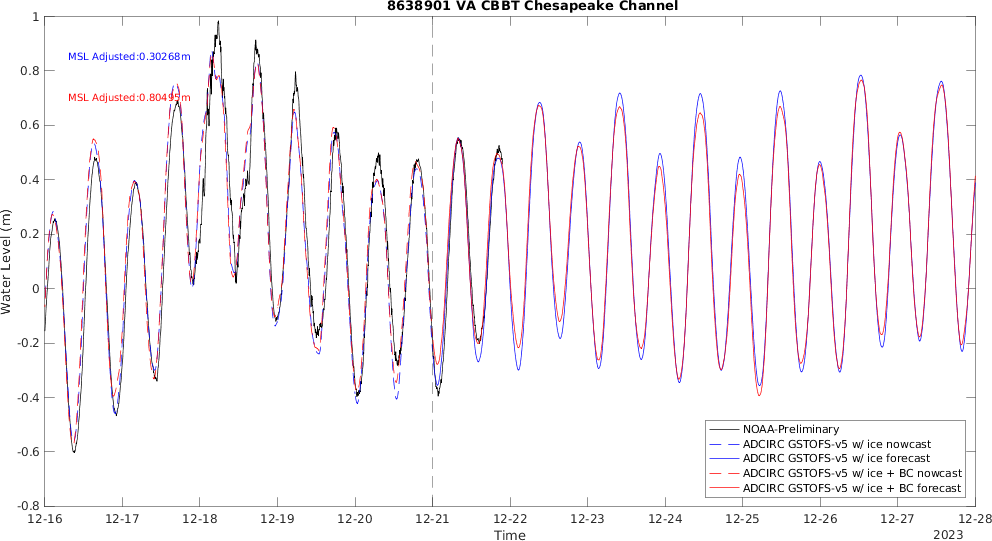 8638901 VA CBBT Chesapeake Channel
MSL Adjusted:0.30268m
MSL Adjusted:0.80495m
Water Level (m)
1
0.8
0.6
0.4
0.2
0
-0.2
-0.4
-0.6
-0.8
NOAA-Preliminary
ADCIRC GSTOFS-v5 w/ ice nowcast
ADCIRC GSTOFS-v5 w/ ice forecast
ADCIRC GSTOFS-v5 w/ ice + BC nowcast
ADCIRC GSTOFS-v5 w/ ice + BC forecast
12-16 12-17 12-18 12-19 12-20 12-21 12-22 12-23 12-24 12-25 12-26 12-27 12-28
Time
2023